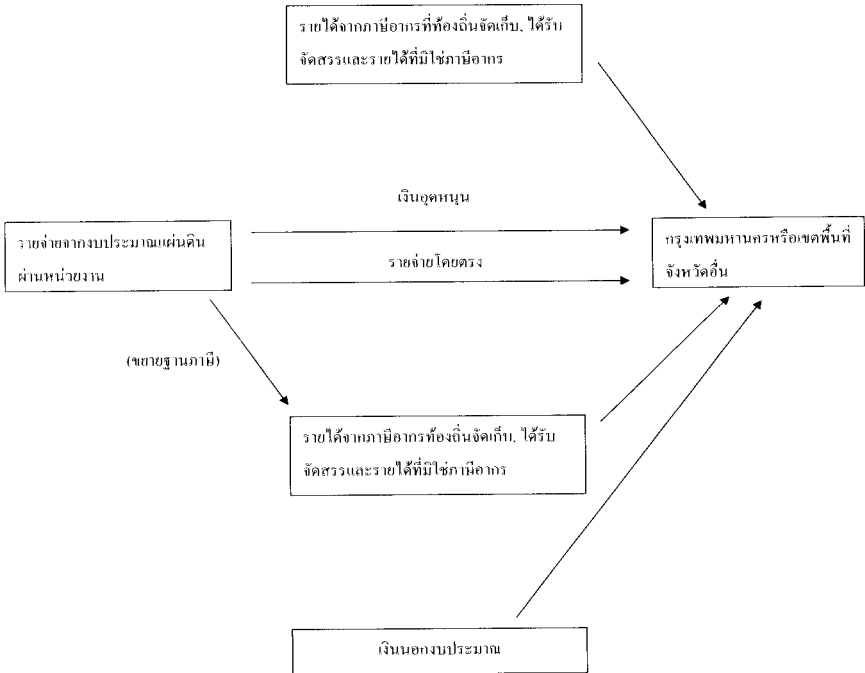 รายได้จากภาษีอากรที่ท้องถิ่นจัดเก็บ, ได้รับ
จัดสรรและรายได้ที่มิใช่ภาษีอากร
เงินอุดหนุน
รายจ่ายจากงบประมาณแผ่นดิน
ผ่านหน่วยงาน
รายจ่ายโดยตรง
กรุงเทพมหานครหรือเขตพื้นที่
จังหวัดอื่น
(ขยายฐานภาษี)
รายได้จากภาษีอากรท้องถิ่นจัดเก็บ, ได้รับ
จัดสรรและรายได้ที่มิใช่ภาษีอากร
เงินนอกงบประมาณ